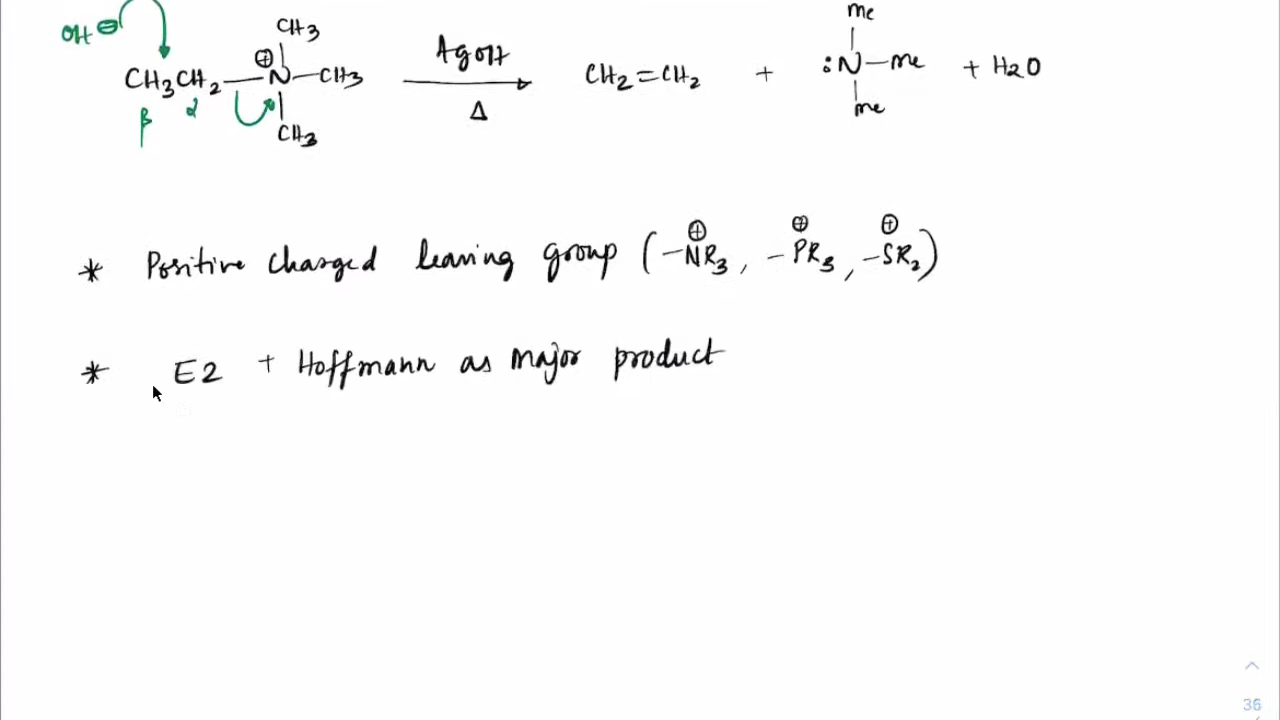 Me
OH⊖ CH3
CH3CH2—N⊕—CH3 AgOH CH2=CH2 + :N—Me + H2O
β α Δ
CH3 Me
* Positive charged leaving group (—N⊕R3, —P⊕R3, —S⊕R2)
* E2 + Hoffmann as major product
36